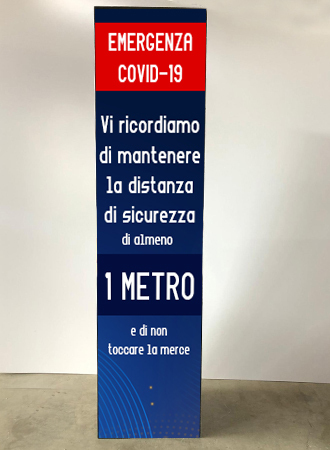 EMERGENZA
COVID-19
Vi ricordiamo
di mantenere
la distanza
di sicurezza
di almeno
1 METRO
e di non
toccare la merce